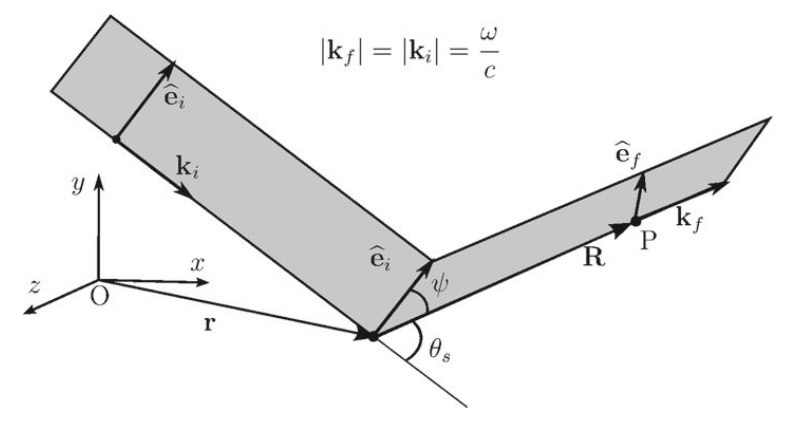 |k_f| = |k_i| = ω/c
ê_i
k_i
y
x
z
O
r
ê_i
ψ
θ_s
ê_f
k_f
R
P